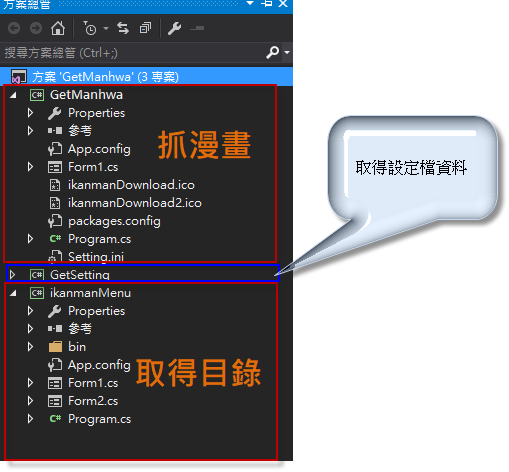 方案總管
搜尋方案總管 (Ctrl+;)
方案 'GetManhwa' (3 專案)
C# GetManhwa
Properties
參考
App.config
Form1.cs
ikanmanDownload.ico
ikanmanDownload2.ico
packages.config
C# Program.cs
Setting.ini
抓漫畫
C# GetSetting
取得設定檔資料
C# ikanmanMenu
Properties
參考
bin
App.config
Form1.cs
Form2.cs
C# Program.cs
取得目錄